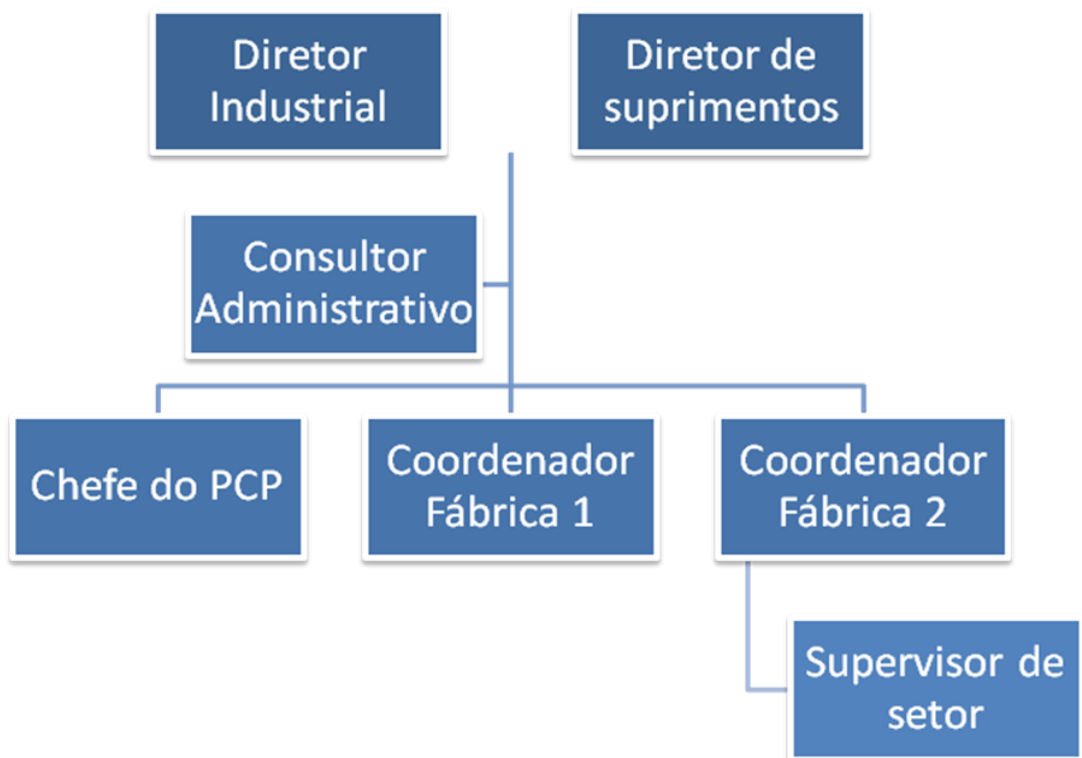 Diretor
Industrial
Diretor de
suprimentos
Consultor
Administrativo
Chefe do PCP
Coordenador
Fábrica 1
Coordenador
Fábrica 2
Supervisor de
setor